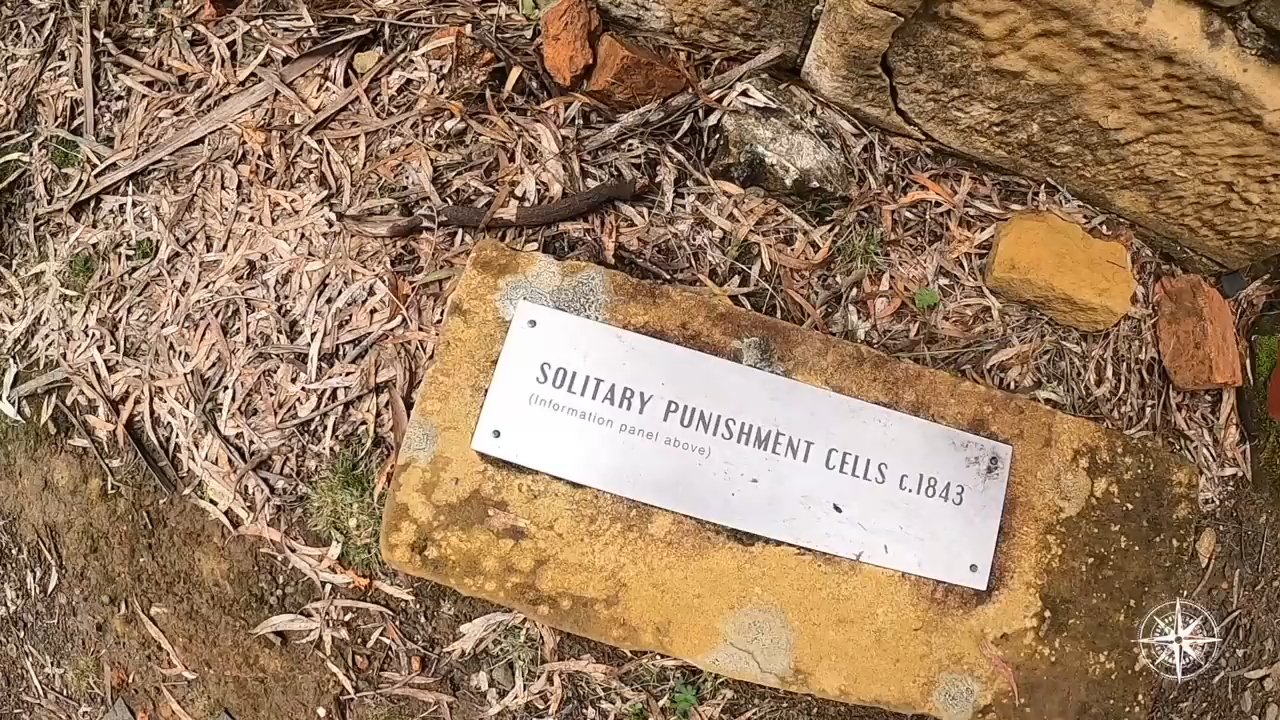 SOLITARY PUNISHMENT CELLS c.1843
(Information panel above)